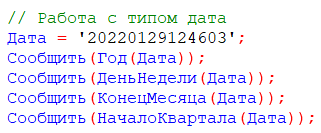 // Работа с типом дата
Дата = '20220129124603';
Сообщить(Год(Дата));
Сообщить(ДеньНедели(Дата));
Сообщить(КонецМесяца(Дата));
Сообщить(НачалоКвартала(Дата));